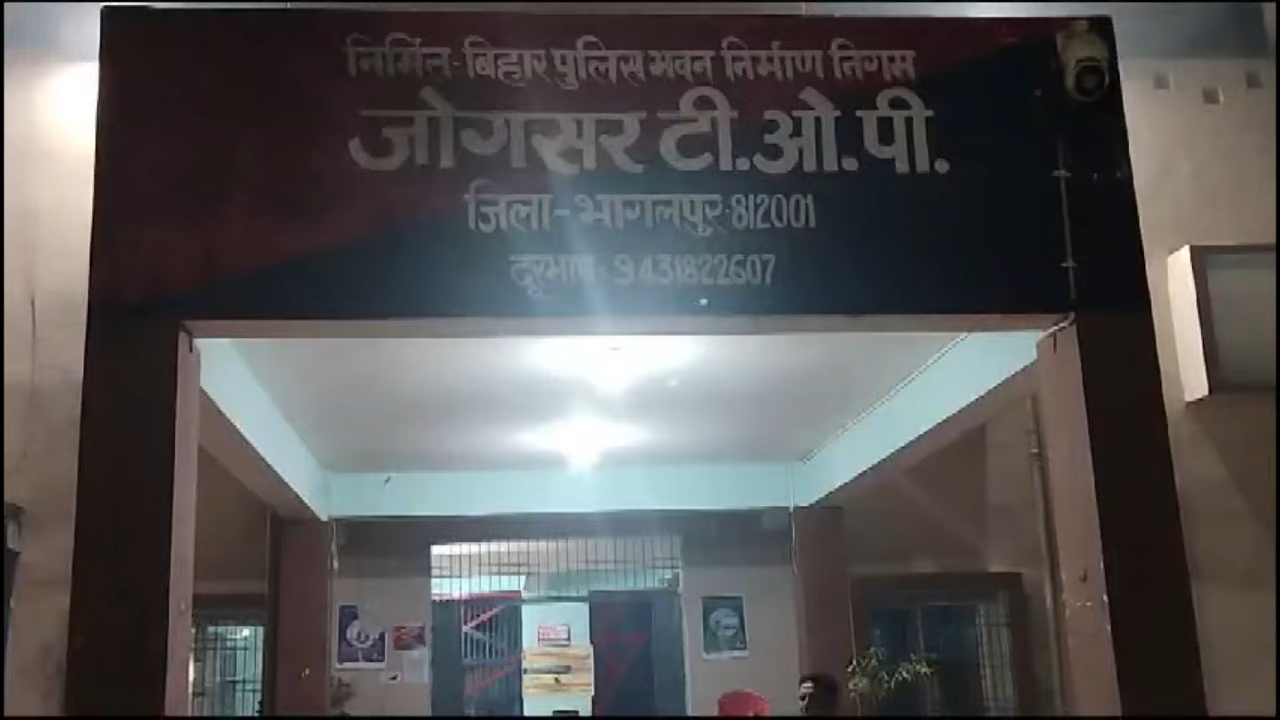 निर्मित-बिहार पुलिस भवन निर्माण निगम
जोगसर टी.ओ.पी.
जिला-भागलपुर-812001
दूरभाष-9431822607